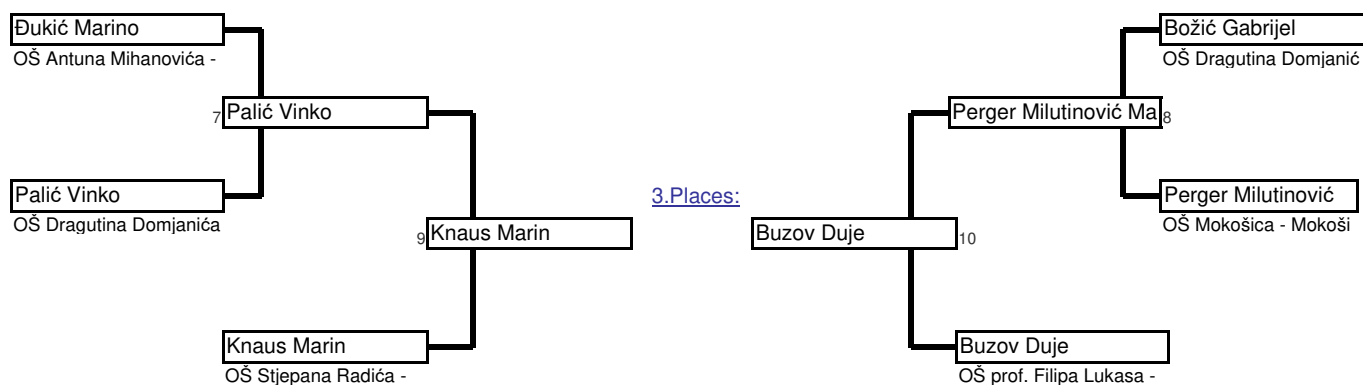 Đukić Marino
OŠ Antuna Mihanovića -
Božić Gabrijel
OŠ Dragutina Domjanić
7
Palić Vinko
Perger Milutinović Ma
8
Palić Vinko
OŠ Dragutina Domjanića
3.Places:
Perger Milutinović
OŠ Mokošica - Mokoši
9
Knaus Marin
Buzov Duje
10
Knaus Marin
OŠ Stjepana Radića -
Buzov Duje
OŠ prof. Filipa Lukasa -